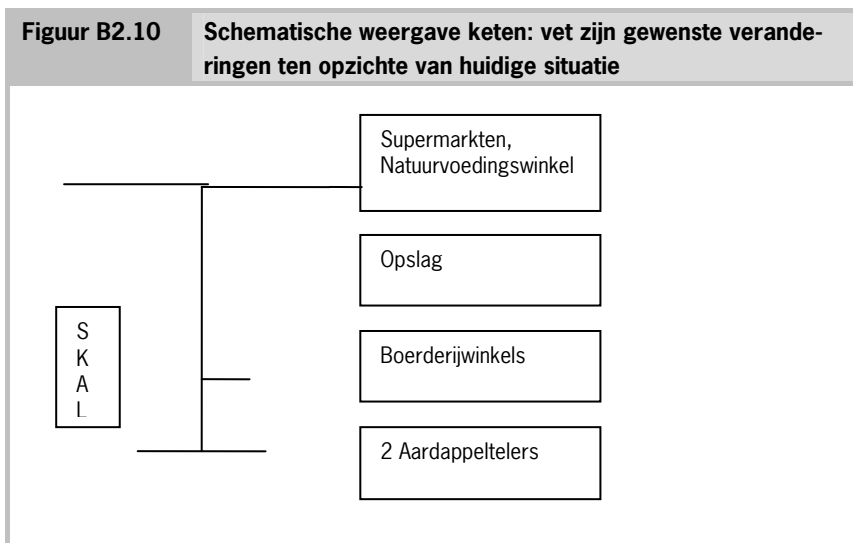 Figuur B2.10 Schematische weergave keten: vet zijn gewenste verande-
ringen ten opzichte van huidige situatie
Supermarkten,
Natuurvoedingswinkel
Opslag
S
K
A
L
Boerderijwinkels
2 Aardappeltelers